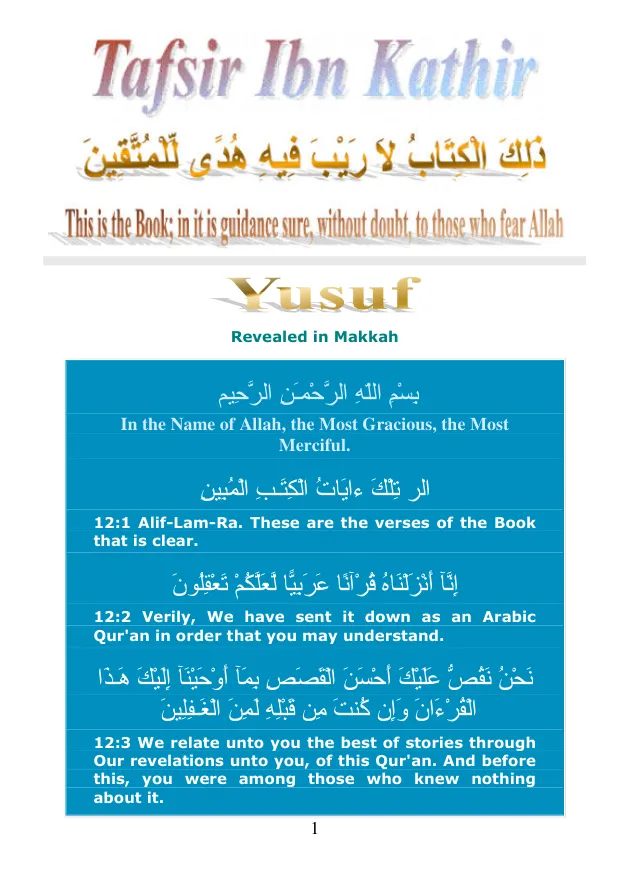 Tafsir Ibn Kathir
ذَلِكَ الْكِتَابُ لاَ رَيْبَ فِيهِ هُدًى لِّلْمُتَّقِينَ
This is the Book; in it is guidance sure, without doubt, to those who fear Allah
Yusuf
Revealed in Makkah
بِسْمِ اللَّهِ الرَّحْمَـنِ الرَّحِيمِ
In the Name of Allah, the Most Gracious, the Most
Merciful.
الر تِلْكَ ءايَاتُ الْكِتَـبِ الْمُبِينِ
12:1 Alif-Lam-Ra. These are the verses of the Book
that is clear.
إِنَّآ أَنْزَلْنَاهُ قُرْآنًا عَرَبِيًّا لَّعَلَّكُمْ تَعْقِلُونَ
12:2 Verily, We have sent it down as an Arabic
Qur'an in order that you may understand.
نَحْنُ نَقُصُّ عَلَيْكَ أَحْسَنَ الْقَصَصِ بِمَآ أَوْحَيْنَآ إِلَيْكَ هَـذَا
الْقُرْءَانَ وَإِن كُنتَ مِن قَبْلِهِ لَمِنَ الْغَـفِلِينَ
12:3 We relate unto you the best of stories through
Our revelations unto you, of this Qur'an. And before
this, you were among those who knew nothing
about it.
1